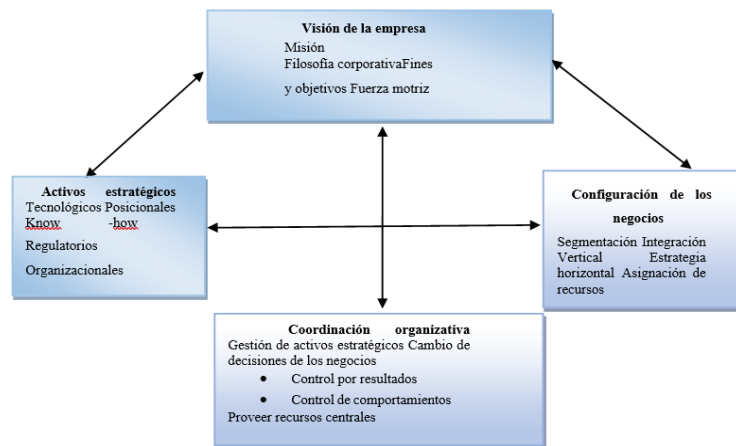 Visión de la empresa
Misión
Filosofía corporativaFines
y objetivos Fuerza motriz
Activos estratégicos
Tecnológicos Posicionales
Know -how
Regulatorios
Organizacionales
Configuración de los
negocios
Segmentación Integración
Vertical Estrategia
horizontal Asignación de
recursos
Coordinación organizativa
Gestión de activos estratégicos Cambio de
decisiones de los negocios
• Control por resultados
• Control de comportamientos
Proveer recursos centrales